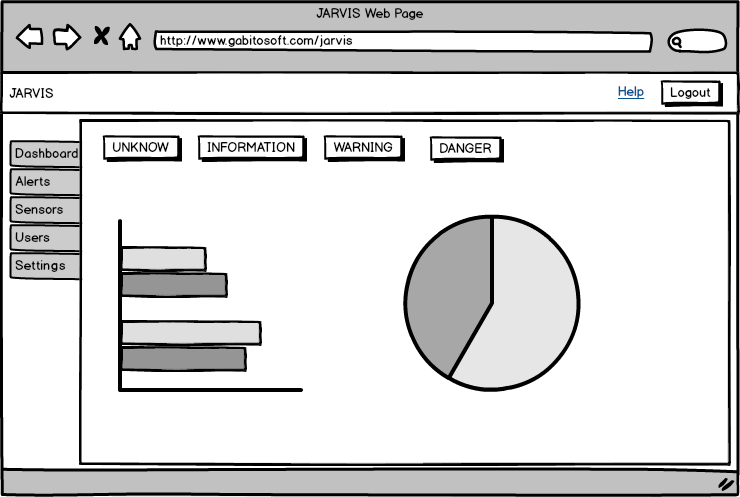 JARVIS Web Page
http://www.gabitosoft.com/jarvis
JARVIS
Help
Logout
Dashboard
Alerts
Sensors
Users
Settings
UNKNOW
INFORMATION
WARNING
DANGER